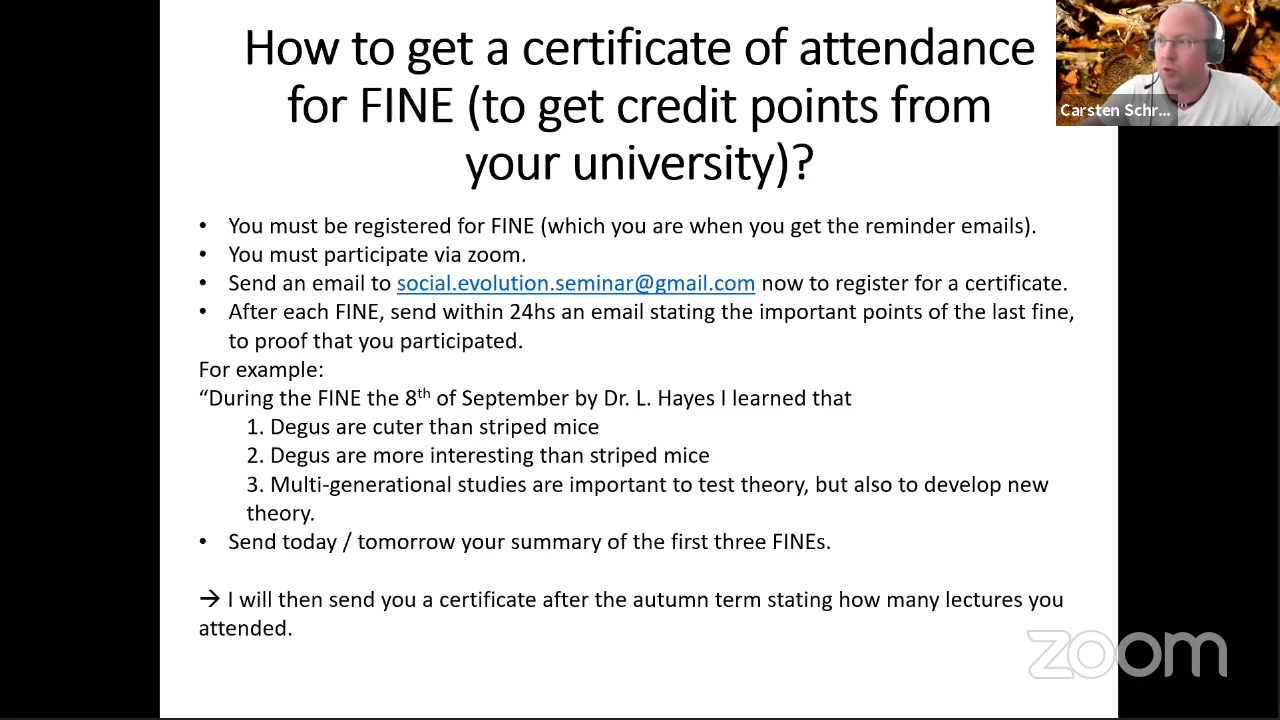 How to get a certificate of attendance
for FINE (to get credit points from
your university)?
Carsten Schr...
• You must be registered for FINE (which you are when you get the reminder emails).
• You must participate via zoom.
• Send an email to social.evolution.seminar@gmail.com now to register for a certificate.
• After each FINE, send within 24hs an email stating the important points of the last fine,
to proof that you participated.
For example:
“During the FINE the 8th of September by Dr. L. Hayes I learned that
1. Degus are cuter than striped mice
2. Degus are more interesting than striped mice
3. Multi-generational studies are important to test theory, but also to develop new
theory.
• Send today / tomorrow your summary of the first three FINEs.
→ I will then send you a certificate after the autumn term stating how many lectures you
attended.
zoom